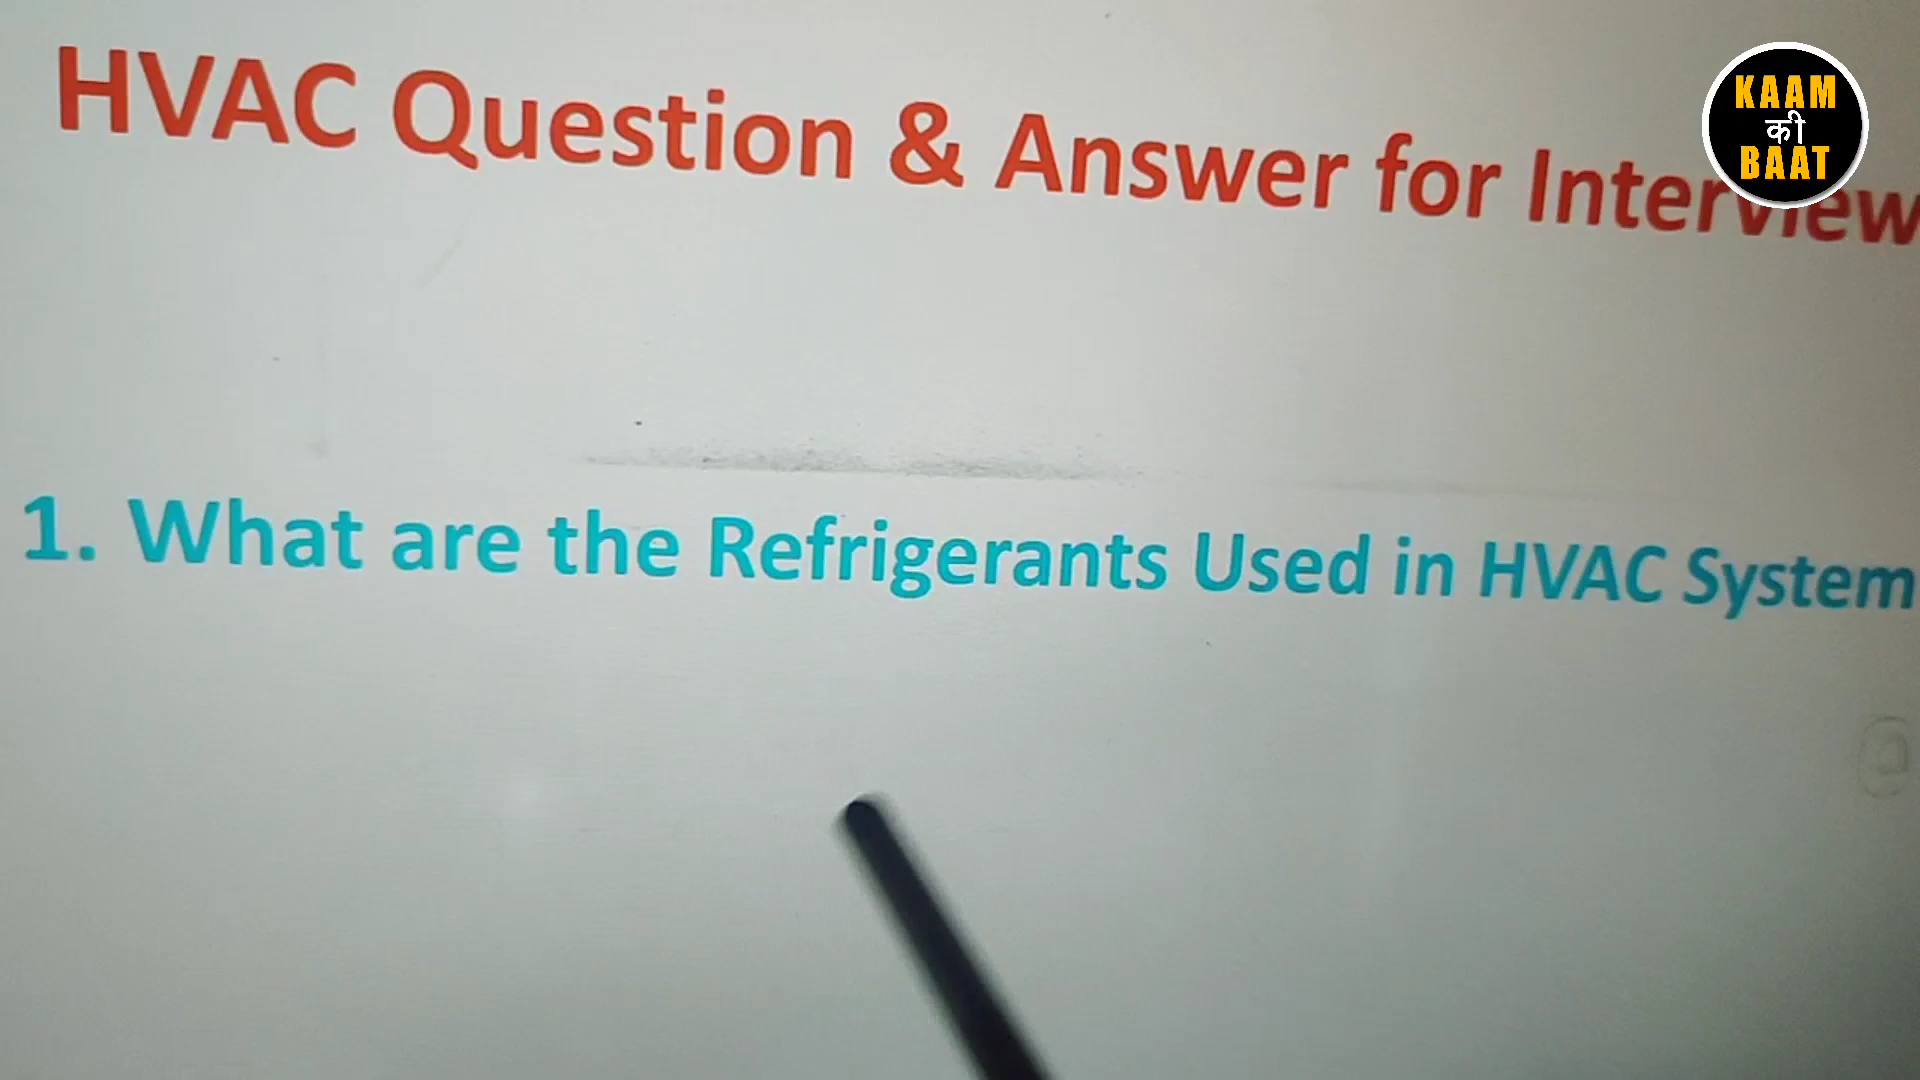 HVAC Question & Answer for Interview
KAAM
की
BAAT
1. What are the Refrigerants Used in HVAC System